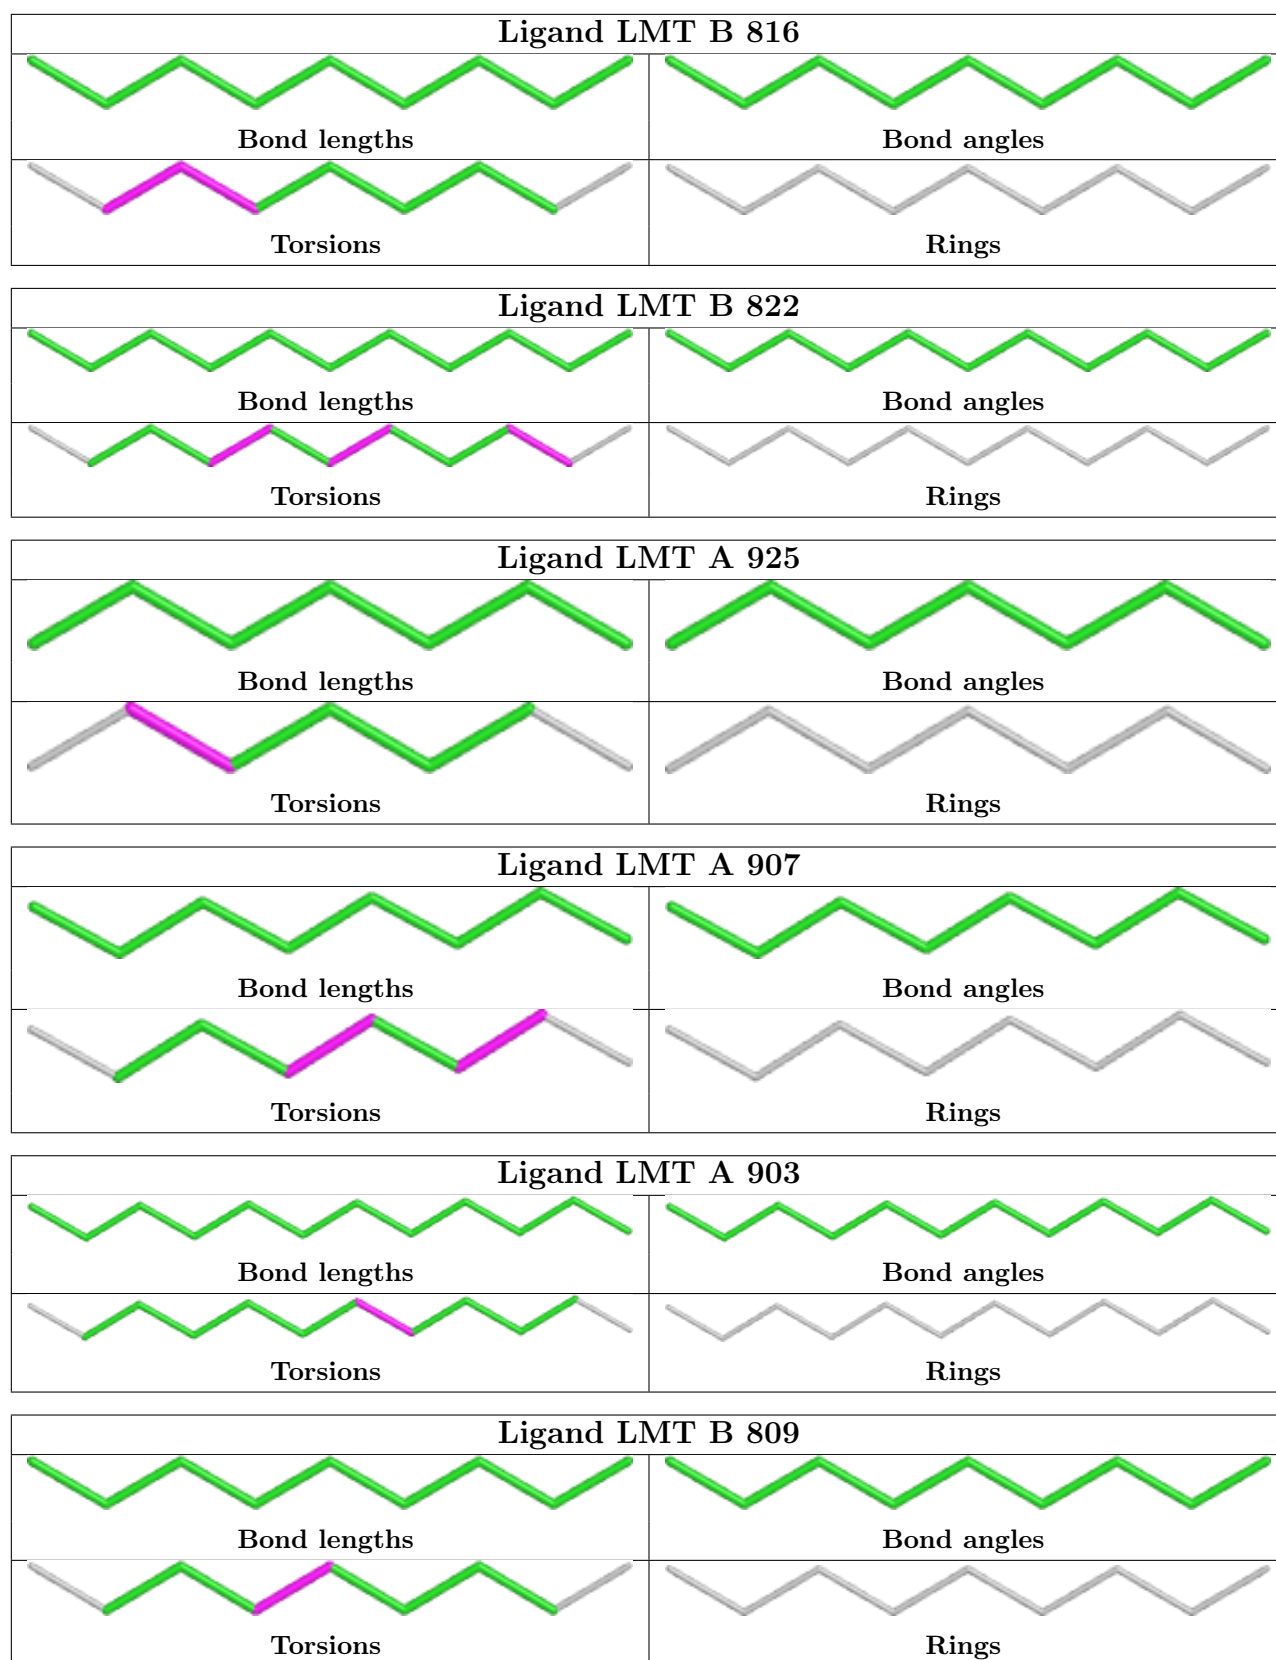 Ligand LMT B 816
Bond lengths Bond angles
Torsions Rings
Ligand LMT B 822
Bond lengths Bond angles
Torsions Rings
Ligand LMT A 925
Bond lengths Bond angles
Torsions Rings
Ligand LMT A 907
Bond lengths Bond angles
Torsions Rings
Ligand LMT A 903
Bond lengths Bond angles
Torsions Rings
Ligand LMT B 809
Bond lengths Bond angles
Torsions Rings